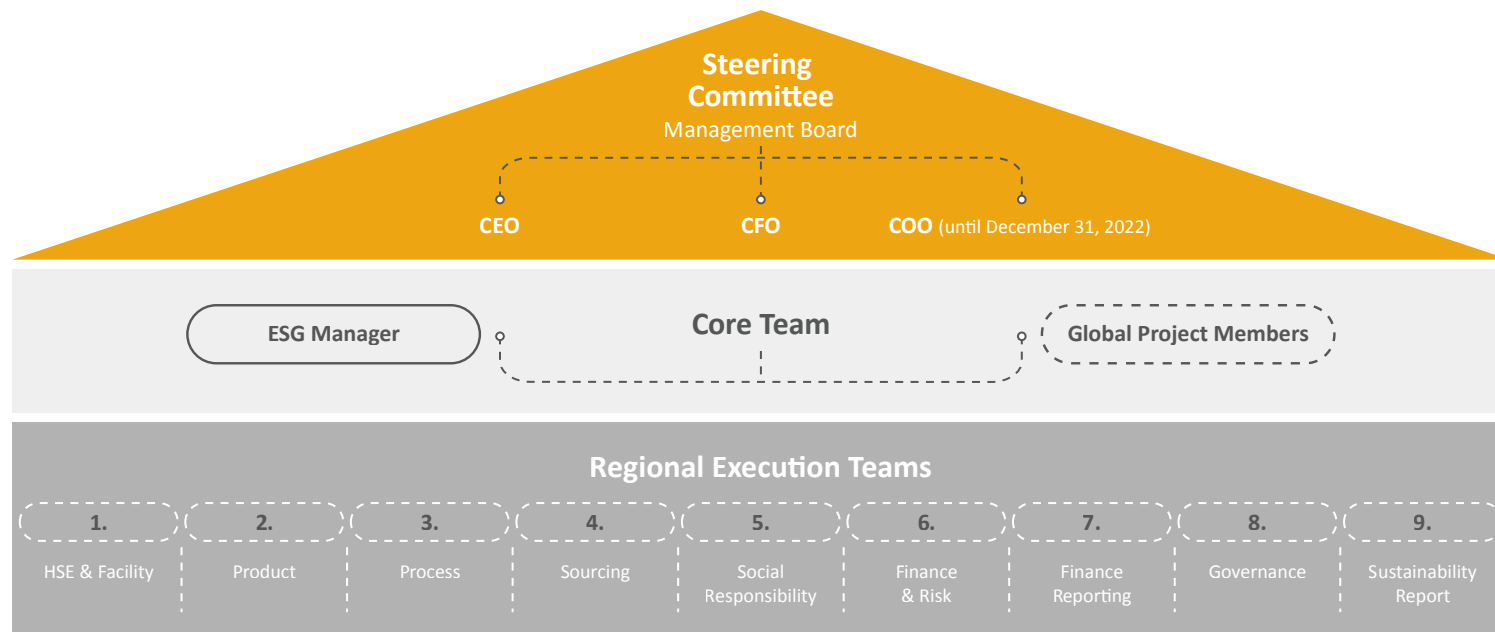 Steering
Committee
Management Board
CEO
CFO
COO (until December 31, 2022)
ESG Manager
Core Team
Global Project Members
Regional Execution Teams
1.
2.
3.
4.
5.
6.
7.
8.
9.
HSE & Facility
Product
Process
Sourcing
Social
Responsibility
Finance
& Risk
Finance
Reporting
Governance
Sustainability
Report